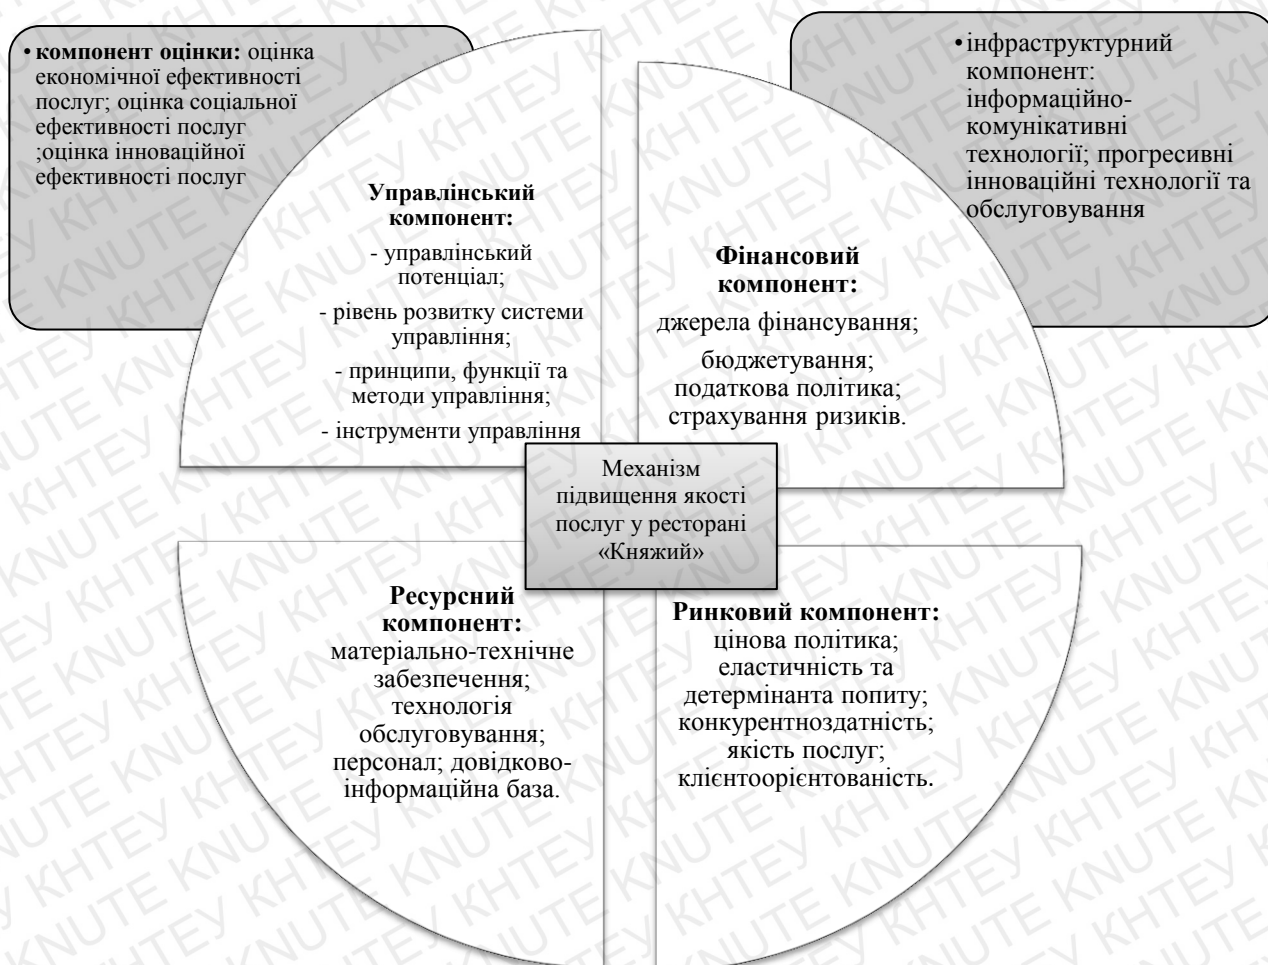 • компонент оцінки: оцінка
економічної ефективності
послуг; оцінка соціальної
ефективності послуг
;оцінка інноваційної
ефективності послуг
•інфраструктурний
компонент:
інформаційно-
комунікативні
технології; прогресивні
інноваційні технології та
обслуговування
Управлінський
компонент:
- управлінський
потенціал;
- рівень розвитку системи
управління;
- принципи, функції та
методи управління;
- інструменти управління
Фінансовий
компонент:
джерела фінансування;
бюджетування;
податкова політика;
страхування ризиків.
Механізм
підвищення якості
послуг у ресторані
«Княжий»
Ресурсний
компонент:
матеріально-технічне
забезпечення;
технологія
обслуговування;
персонал; довідково-
інформаційна база.
Ринковий компонент:
цінова політика;
еластичність та
детермінанта попиту;
конкурентноздатність;
якість послуг;
клієнтоорієнтованість.
KNUTE КНТЕУ